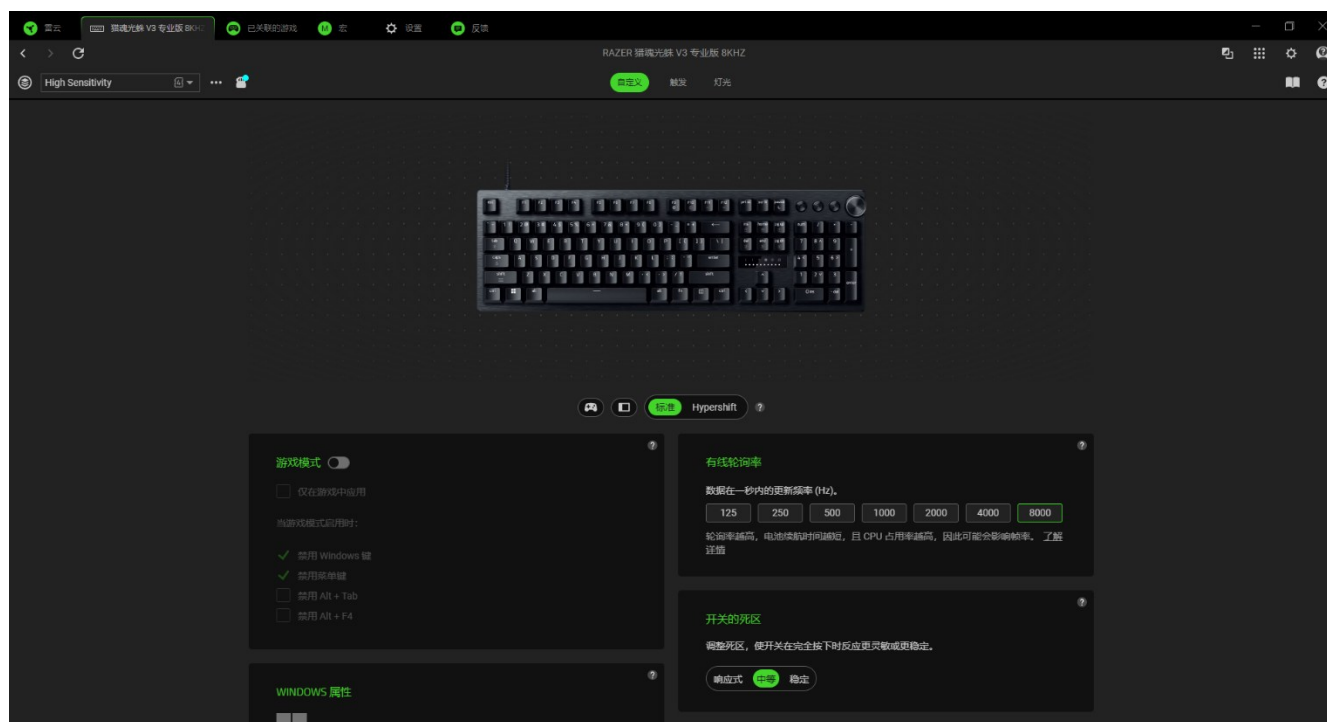 雷云
猎魂光蛛 V3 专业版 8KHZ
已关联的游戏
M
宏
设置
反馈
RAZER 猎魂光蛛 V3 专业版 8KHZ
High Sensitivity
自定义
触发
灯光
标准
Hypershift
游戏模式
仅在游戏中应用
当游戏模式启用时:
禁用 Windows 键
禁用菜单键
禁用 Alt + Tab
禁用 Alt + F4
WINDOWS 属性
有线轮询率
数据在一秒内的更新频率 (Hz)。
125 250 500 1000 2000 4000 8000
轮询率越高，电池续航时间越短，且 CPU 占用率越高，因此可能会影响帧率。 了解
详情
开关的死区
调整死区，使开关在完全按下时反应更灵敏或更稳定。
响应式 中等 稳定